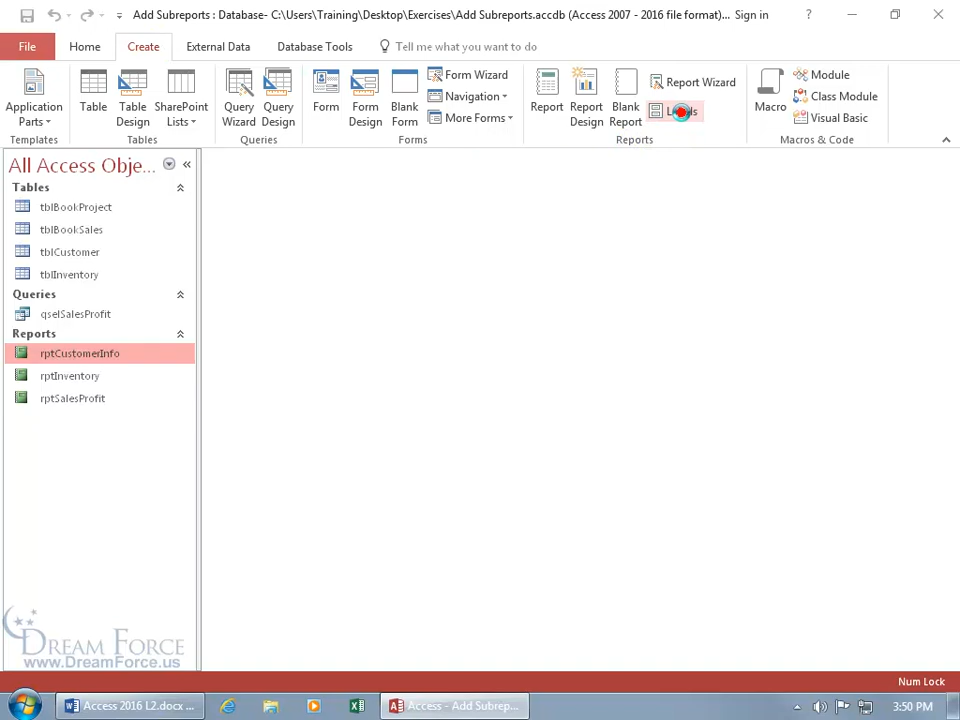 Add Subreports : Database- C:\Users\Training\Desktop\Exercises\Add Subreports.accdb (Access 2007 - 2016 file format)... Sign in ?
File Home Create External Data Database Tools Tell me what you want to do
Application Parts
Table
Table Design
SharePoint Lists
Query Wizard
Query Design
Form
Form Design
Blank Form
Form Wizard
Navigation
More Forms
Report
Report Design
Blank Report
Report Wizard
Macro
Module
Class Module
Visual Basic
Templates Tables Queries Forms Reports Macros & Code
All Access Obje... «
Tables
tblBookProject
tblBookSales
tblCustomer
tblInventory
Queries
qselSalesProfit
Reports
rptCustomerInfo
rptInventory
rptSalesProfit
DREAM FORCE
www.DreamForce.us
Num Lock
Access 2016 L2.docx ... Access - Add Subrep... 3:50 PM